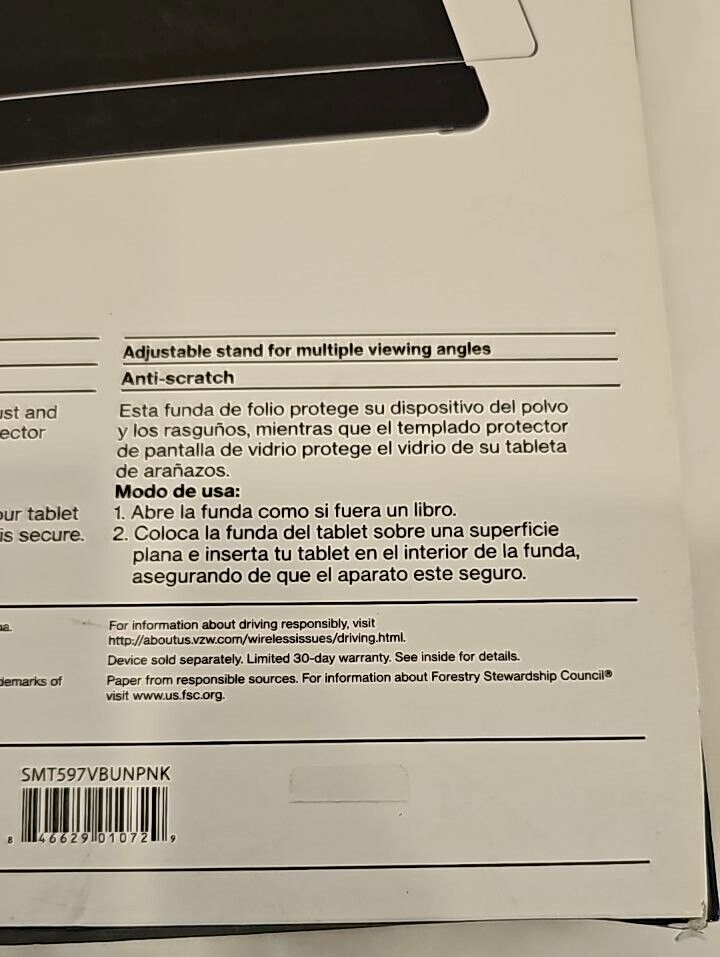 Adjustable stand for multiple viewing angles
Anti-scratch
ust and
ector
our tablet
is secure.
Esta funda de folio protege su dispositivo del polvo
y los rasguños, mientras que el templado protector
de pantalla de vidrio protege el vidrio de su tableta
de arañazos.
Modo de usa:
1. Abre la funda como si fuera un libro.
2. Coloca la funda del tablet sobre una superficie
plana e inserta tu tablet en el interior de la funda,
asegurando de que el aparato este seguro.
na.
demarks of
For information about driving responsibly, visit
http://aboutus.vzw.com/wirelessissues/driving.html.
Device sold separately. Limited 30-day warranty. See inside for details.
Paper from responsible sources. For information about Forestry Stewardship Council®
visit www.us.fsc.org.
SMT597VBUNPNK
8 46629 01072 9